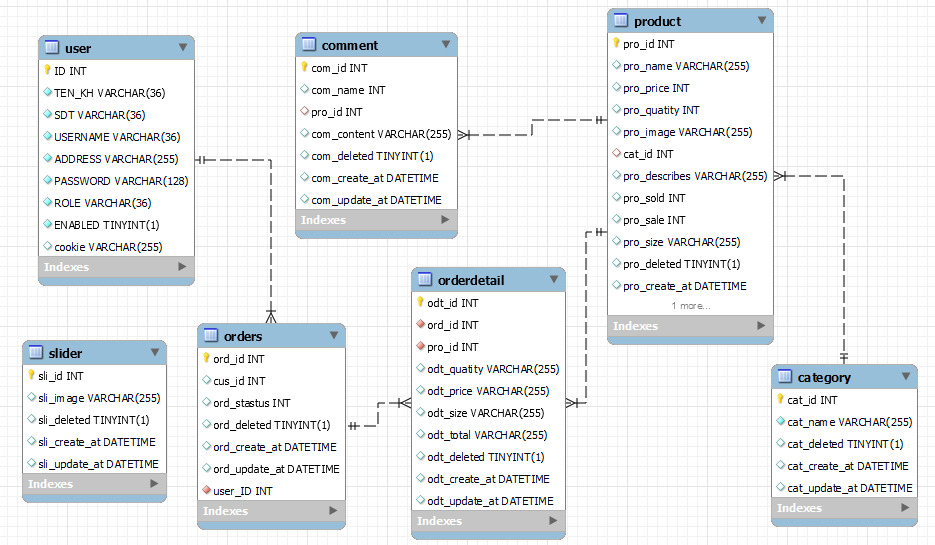 user
ID INT
TEN_KH VARCHAR(36)
SDT VARCHAR(36)
USERNAME VARCHAR(36)
ADDRESS VARCHAR(255)
PASSWORD VARCHAR(128)
ROLE VARCHAR(36)
ENABLED TINYINT(1)
cookie VARCHAR(255)
Indexes
comment
com_id INT
com_name INT
pro_id INT
com_content VARCHAR(255)
com_deleted TINYINT(1)
com_create_at DATETIME
com_update_at DATETIME
Indexes
product
pro_id INT
pro_name VARCHAR(255)
pro_price INT
pro_quatity INT
pro_image VARCHAR(255)
cat_id INT
pro_describes VARCHAR(255)
pro_sold INT
pro_sale INT
pro_size VARCHAR(255)
pro_deleted TINYINT(1)
pro_create_at DATETIME
1 more...
Indexes
slider
sli_id INT
sli_image VARCHAR(255)
sli_deleted TINYINT(1)
sli_create_at DATETIME
sli_update_at DATETIME
Indexes
orders
ord_id INT
cus_id INT
ord_stastus INT
ord_deleted TINYINT(1)
ord_create_at DATETIME
ord_update_at DATETIME
user_ID INT
Indexes
orderdetail
odt_id INT
ord_id INT
pro_id INT
odt_quatity VARCHAR(255)
odt_price VARCHAR(255)
odt_size VARCHAR(255)
odt_total VARCHAR(255)
odt_deleted TINYINT(1)
odt_create_at DATETIME
odt_update_at DATETIME
Indexes
category
cat_id INT
cat_name VARCHAR(255)
cat_deleted TINYINT(1)
cat_create_at DATETIME
cat_update_at DATETIME
Indexes